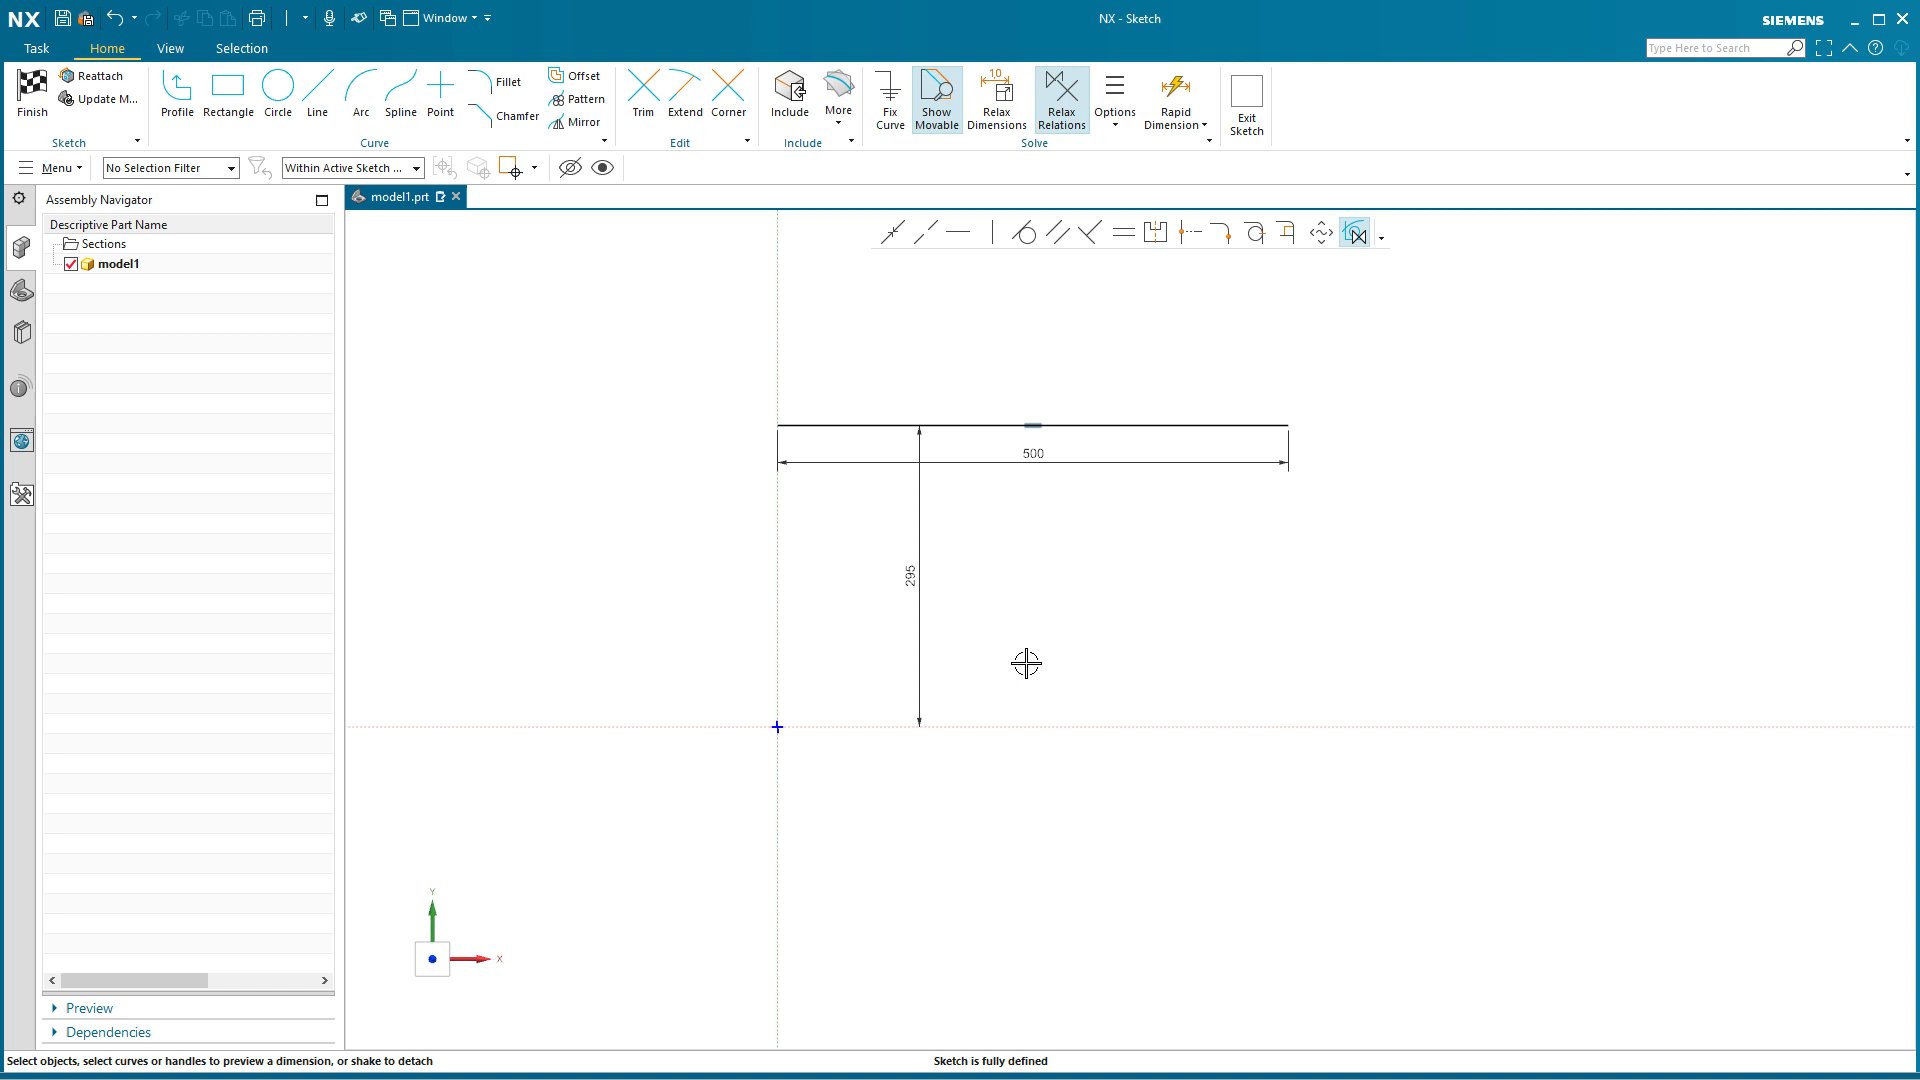 NX Window NX - Sketch SIEMENS
Task Home View Selection Type Here to Search
Finish Reattach Update M... Profile Rectangle Circle Line Arc Spline Point Fillet Chamfer Offset Pattern Mirror Trim Extend Corner Include More Fix Curve Show Movable 1,0 Relax Dimensions Relax Relations Options Rapid Dimension Exit Sketch
Sketch Curve Edit Include Solve
Menu No Selection Filter Within Active Sketch ...
Assembly Navigator model1.prt
Descriptive Part Name
Sections
model1
500
295
Y
X
Preview
Dependencies
Select objects, select curves or handles to preview a dimension, or shake to detach Sketch is fully defined